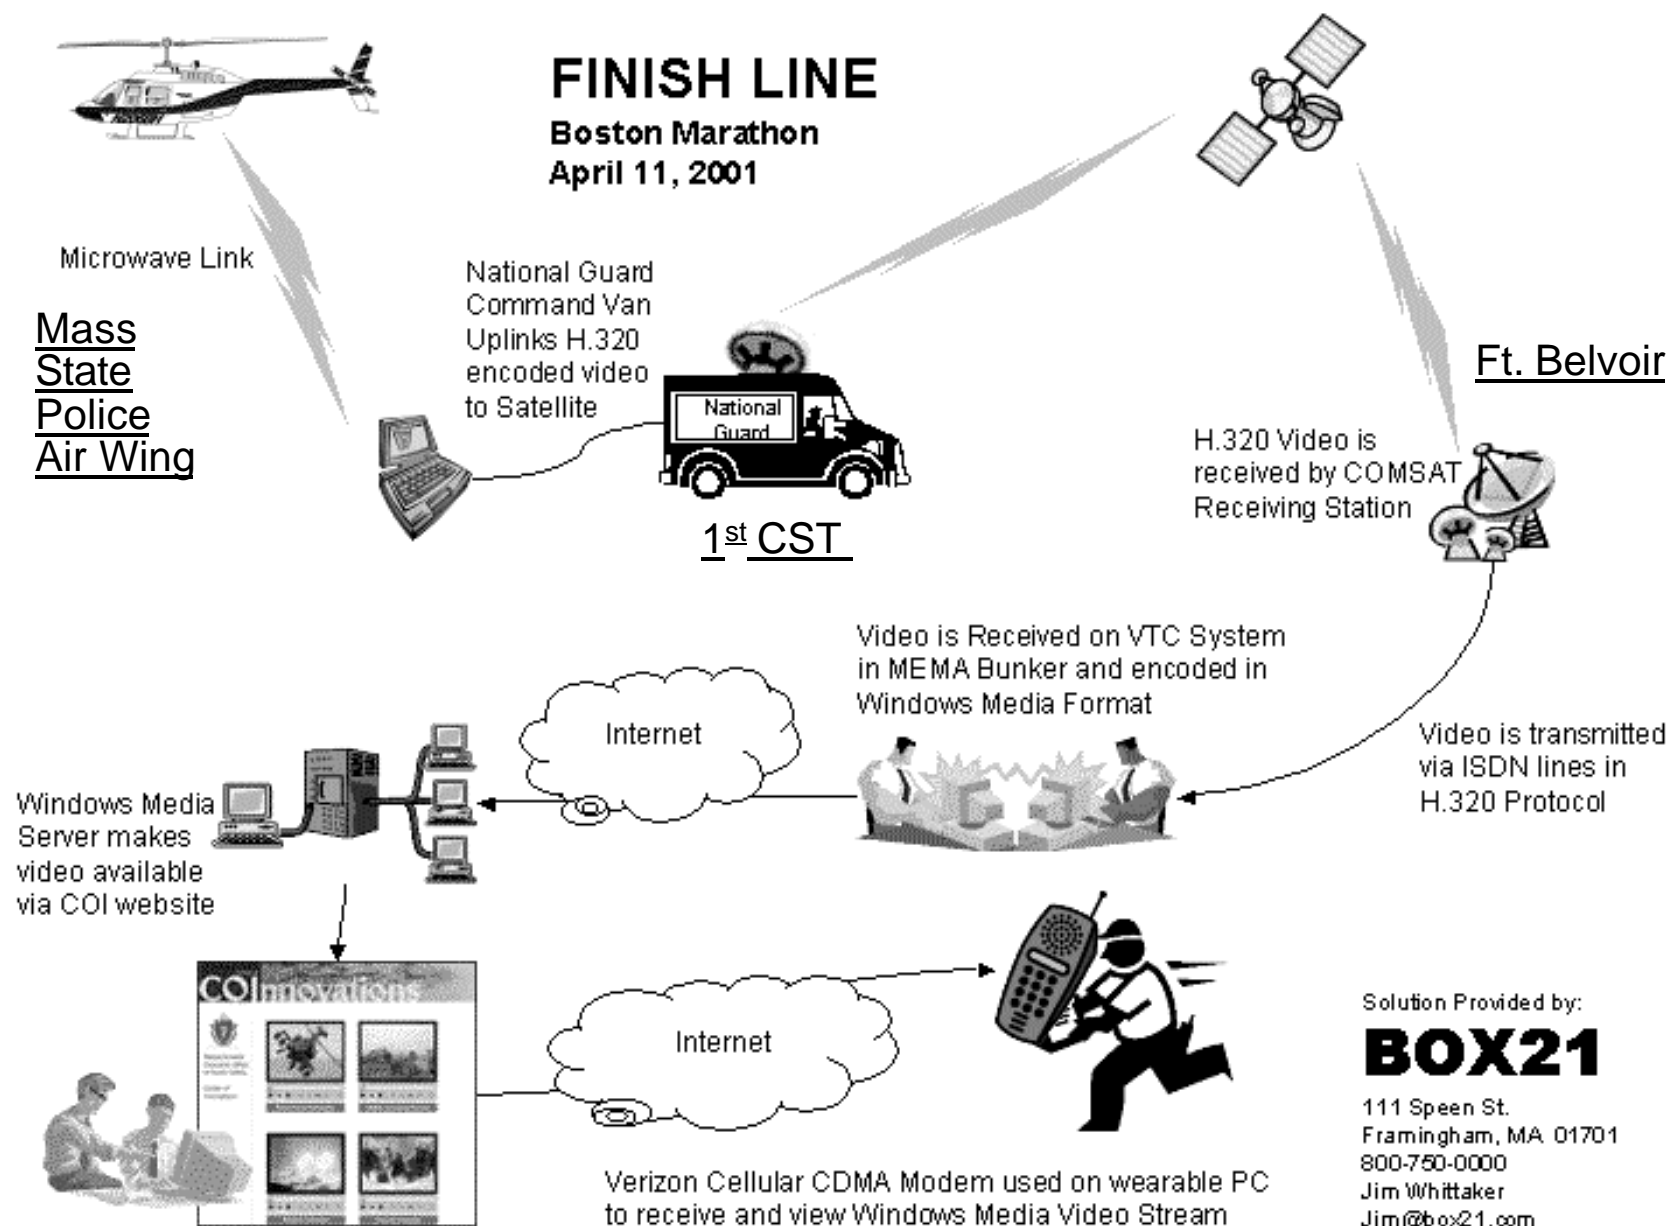 FINISH LINE
Boston Marathon
April 11, 2001
Microwave Link
Mass
State
Police
Air Wing
National Guard
Command Van
Uplinks H.320
encoded video
to Satellite
National
Guard
1st CST
Ft. Belvoir
H.320 Video is
received by COMSAT
Receiving Station
Video is Received on VTC System
in MEMA Bunker and encoded in
Windows Media Format
Internet
Video is transmitted
via ISDN lines in
H.320 Protocol
Windows Media
Server makes
video available
via COI website
COInnovations
Internet
Verizon Cellular CDMA Modem used on wearable PC
to receive and view Windows Media Video Stream
Solution Provided by:
BOX21
111 Speen St.
Framingham, MA 01701
800-750-0000
Jim Whittaker
Jim@box21.com